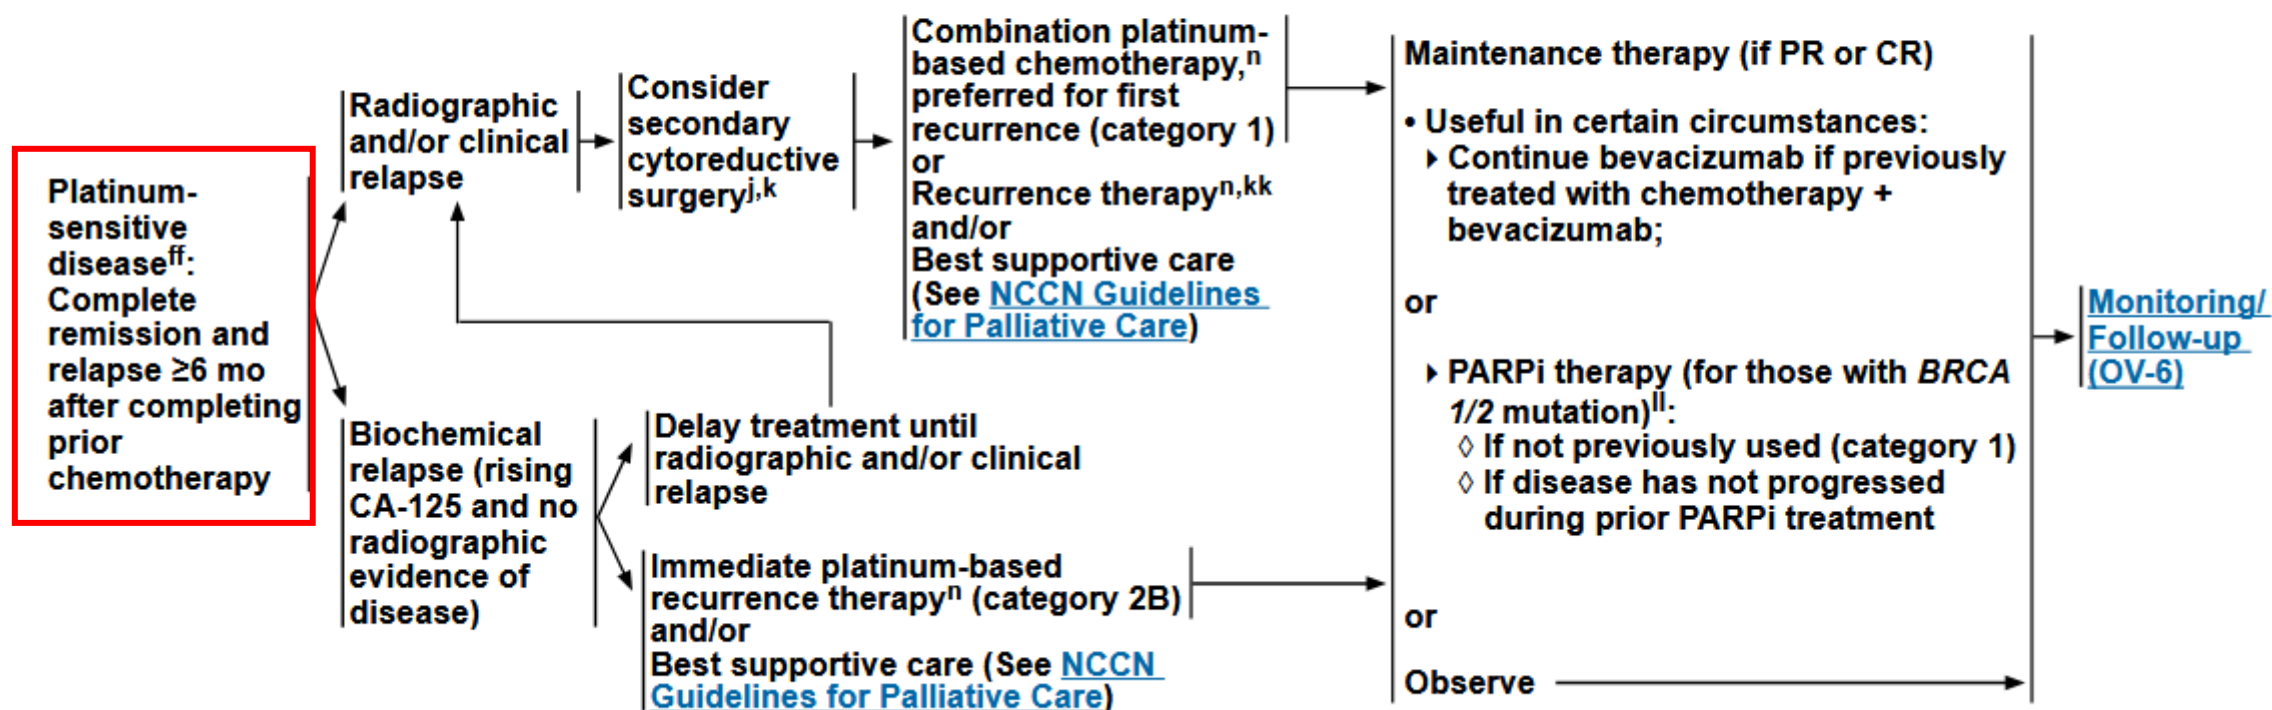 Platinum-
sensitive
disease^ff:
Complete
remission and
relapse ≥6 mo
after completing
prior
chemotherapy
Radiographic
and/or clinical
relapse
Consider
secondary
cytoreductive
surgery^j,k
Combination platinum-
based chemotherapy,^n
preferred for first
recurrence (category 1)
or
Recurrence therapy^n,kk
and/or
Best supportive care
(See NCCN Guidelines
for Palliative Care)
Biochemical
relapse (rising
CA-125 and no
radiographic
evidence of
disease)
Delay treatment until
radiographic and/or clinical
relapse
Immediate platinum-based
recurrence therapy^n (category 2B)
and/or
Best supportive care (See NCCN
Guidelines for Palliative Care)
Maintenance therapy (if PR or CR)
• Useful in certain circumstances:
▸ Continue bevacizumab if previously
treated with chemotherapy +
bevacizumab;
or
▸ PARPi therapy (for those with BRCA
1/2 mutation)^ll:
◊ If not previously used (category 1)
◊ If disease has not progressed
during prior PARPi treatment
or
Observe
Monitoring/
Follow-up
(OV-6)